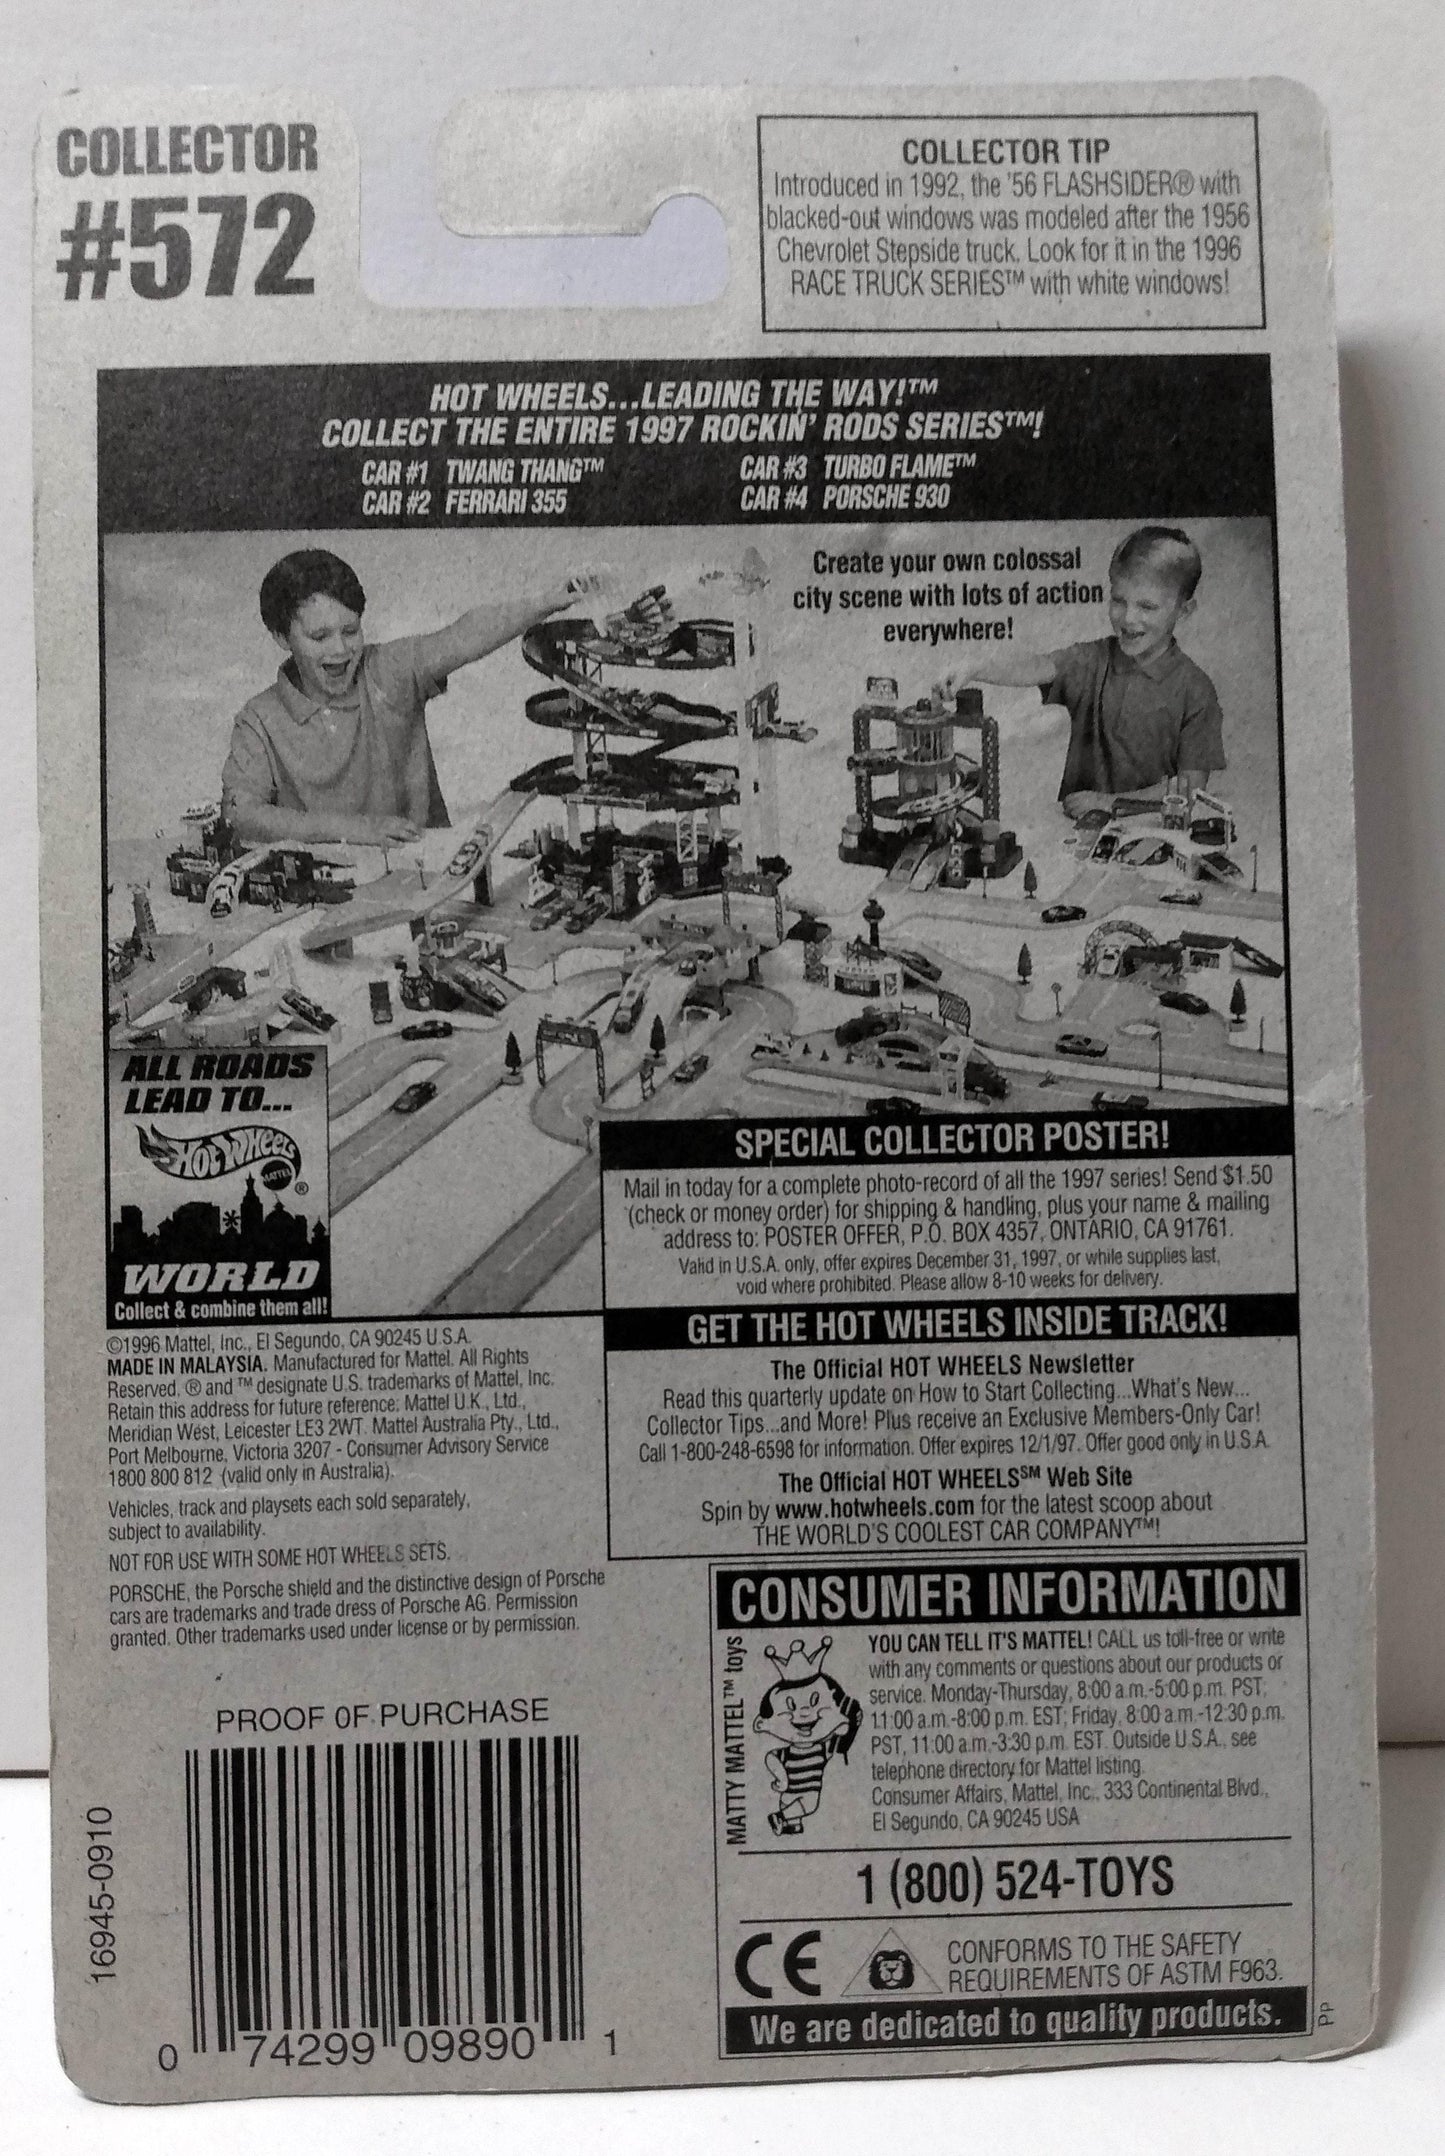 COLLECTOR
#572
COLLECTOR TIP
Introduced in 1992, the '56 FLASHSIDER® with
blacked-out windows was modeled after the 1956
Chevrolet Stepside truck. Look for it in the 1996
RACE TRUCK SERIES™ with white windows!
HOT WHEELS...LEADING THE WAY!™
COLLECT THE ENTIRE 1997 ROCKIN' RODS SERIES™!
CAR #1 TWANG THANG™
CAR #2 FERRARI 355
CAR #3 TURBO FLAME™
CAR #4 PORSCHE 930
Create your own colossal
city scene with lots of action
everywhere!
ALL ROADS
LEAD TO...
HOT WHEELS
MATTEL
®
WORLD
Collect & combine them all!
SPECIAL COLLECTOR POSTER!
Mail in today for a complete photo-record of all the 1997 series! Send $1.50
(check or money order) for shipping & handling, plus your name & mailing
address to: POSTER OFFER, P.O. BOX 4357, ONTARIO, CA 91761.
Valid in U.S.A. only, offer expires December 31, 1997, or while supplies last,
void where prohibited. Please allow 8-10 weeks for delivery.
GET THE HOT WHEELS INSIDE TRACK!
The Official HOT WHEELS Newsletter
Read this quarterly update on How to Start Collecting...What's New...
Collector Tips...and More! Plus receive an Exclusive Members-Only Car!
Call 1-800-248-6598 for information. Offer expires 12/1/97. Offer good only in U.S.A.
The Official HOT WHEELS℠ Web Site
Spin by www.hotwheels.com for the latest scoop about
THE WORLD'S COOLEST CAR COMPANY™!
©1996 Mattel, Inc., El Segundo, CA 90245 U.S.A.
MADE IN MALAYSIA. Manufactured for Mattel. All Rights
Reserved. ® and ™ designate U.S. trademarks of Mattel, Inc.
Retain this address for future reference: Mattel U.K., Ltd.,
Meridian West, Leicester LE3 2WT. Mattel Australia Pty., Ltd.,
Port Melbourne, Victoria 3207 - Consumer Advisory Service
1800 800 812 (valid only in Australia).
Vehicles, track and playsets each sold separately,
subject to availability.
NOT FOR USE WITH SOME HOT WHEELS SETS.
PORSCHE, the Porsche shield and the distinctive design of Porsche
cars are trademarks and trade dress of Porsche AG. Permission
granted. Other trademarks used under license or by permission.
PROOF OF PURCHASE
16945-0910
0 74299 09890 1
CONSUMER INFORMATION
MATTY MATTEL™ toys
YOU CAN TELL IT'S MATTEL! CALL us toll-free or write
with any comments or questions about our products or
service. Monday-Thursday, 8:00 a.m.-5:00 p.m. PST;
11:00 a.m.-8:00 p.m. EST; Friday, 8:00 a.m.-12:30 p.m.
PST, 11:00 a.m.-3:30 p.m. EST. Outside U.S.A., see
telephone directory for Mattel listing.
Consumer Affairs, Mattel, Inc., 333 Continental Blvd.,
El Segundo, CA 90245 USA
1 (800) 524-TOYS
CE
CONFORMS TO THE SAFETY
REQUIREMENTS OF ASTM F963.
We are dedicated to quality products.
PP